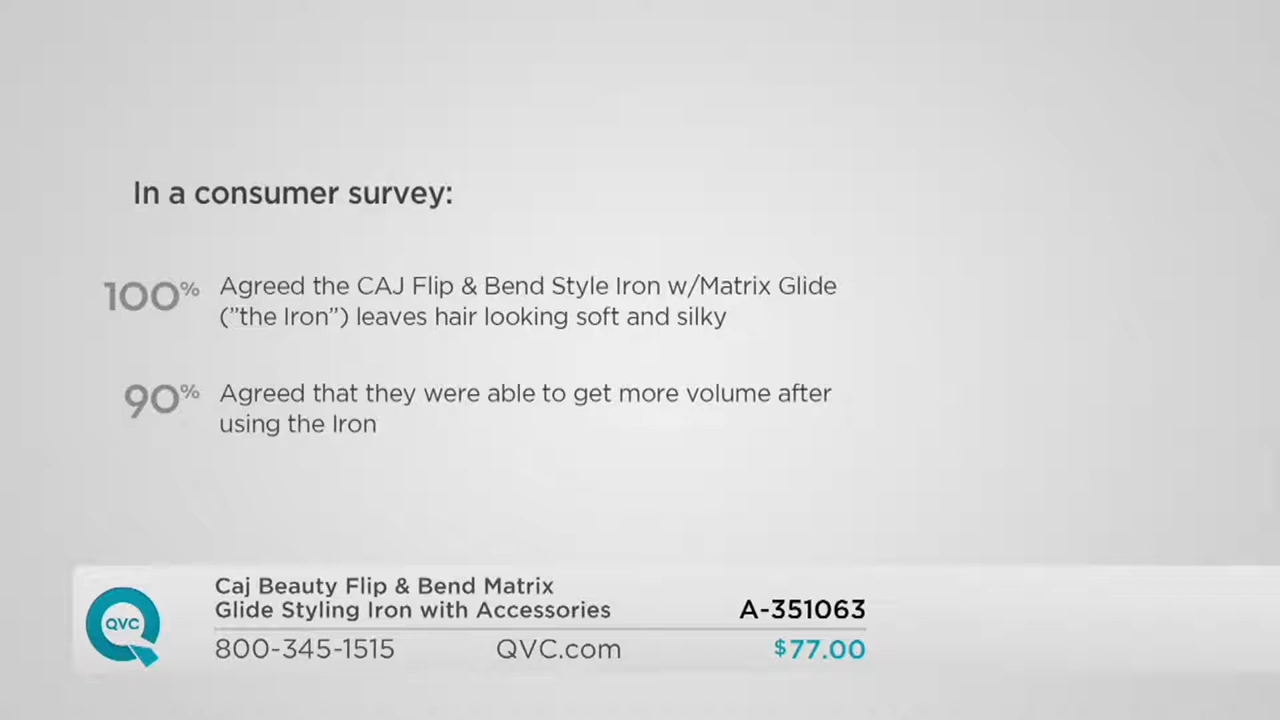 In a consumer survey:
100% Agreed the CAJ Flip & Bend Style Iron w/Matrix Glide
(”the Iron”) leaves hair looking soft and silky
90% Agreed that they were able to get more volume after
using the Iron
QVC
Caj Beauty Flip & Bend Matrix
Glide Styling Iron with Accessories
A-351063
800-345-1515
QVC.com
$77.00